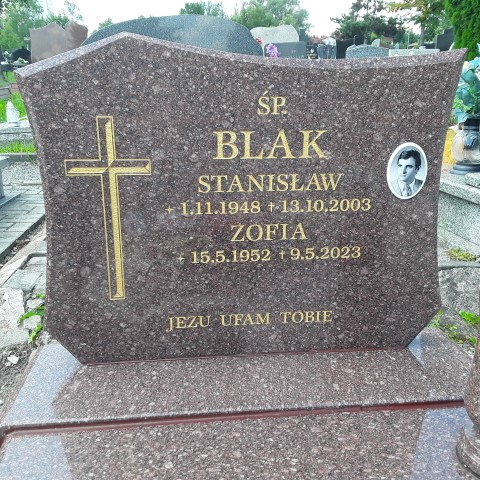 ŚP.
BLAK
STANISŁAW
+ 1.11.1948 † 13.10.2003
ZOFIA
+ 15.5.1952 † 9.5.2023
JEZU UFAM TOBIE